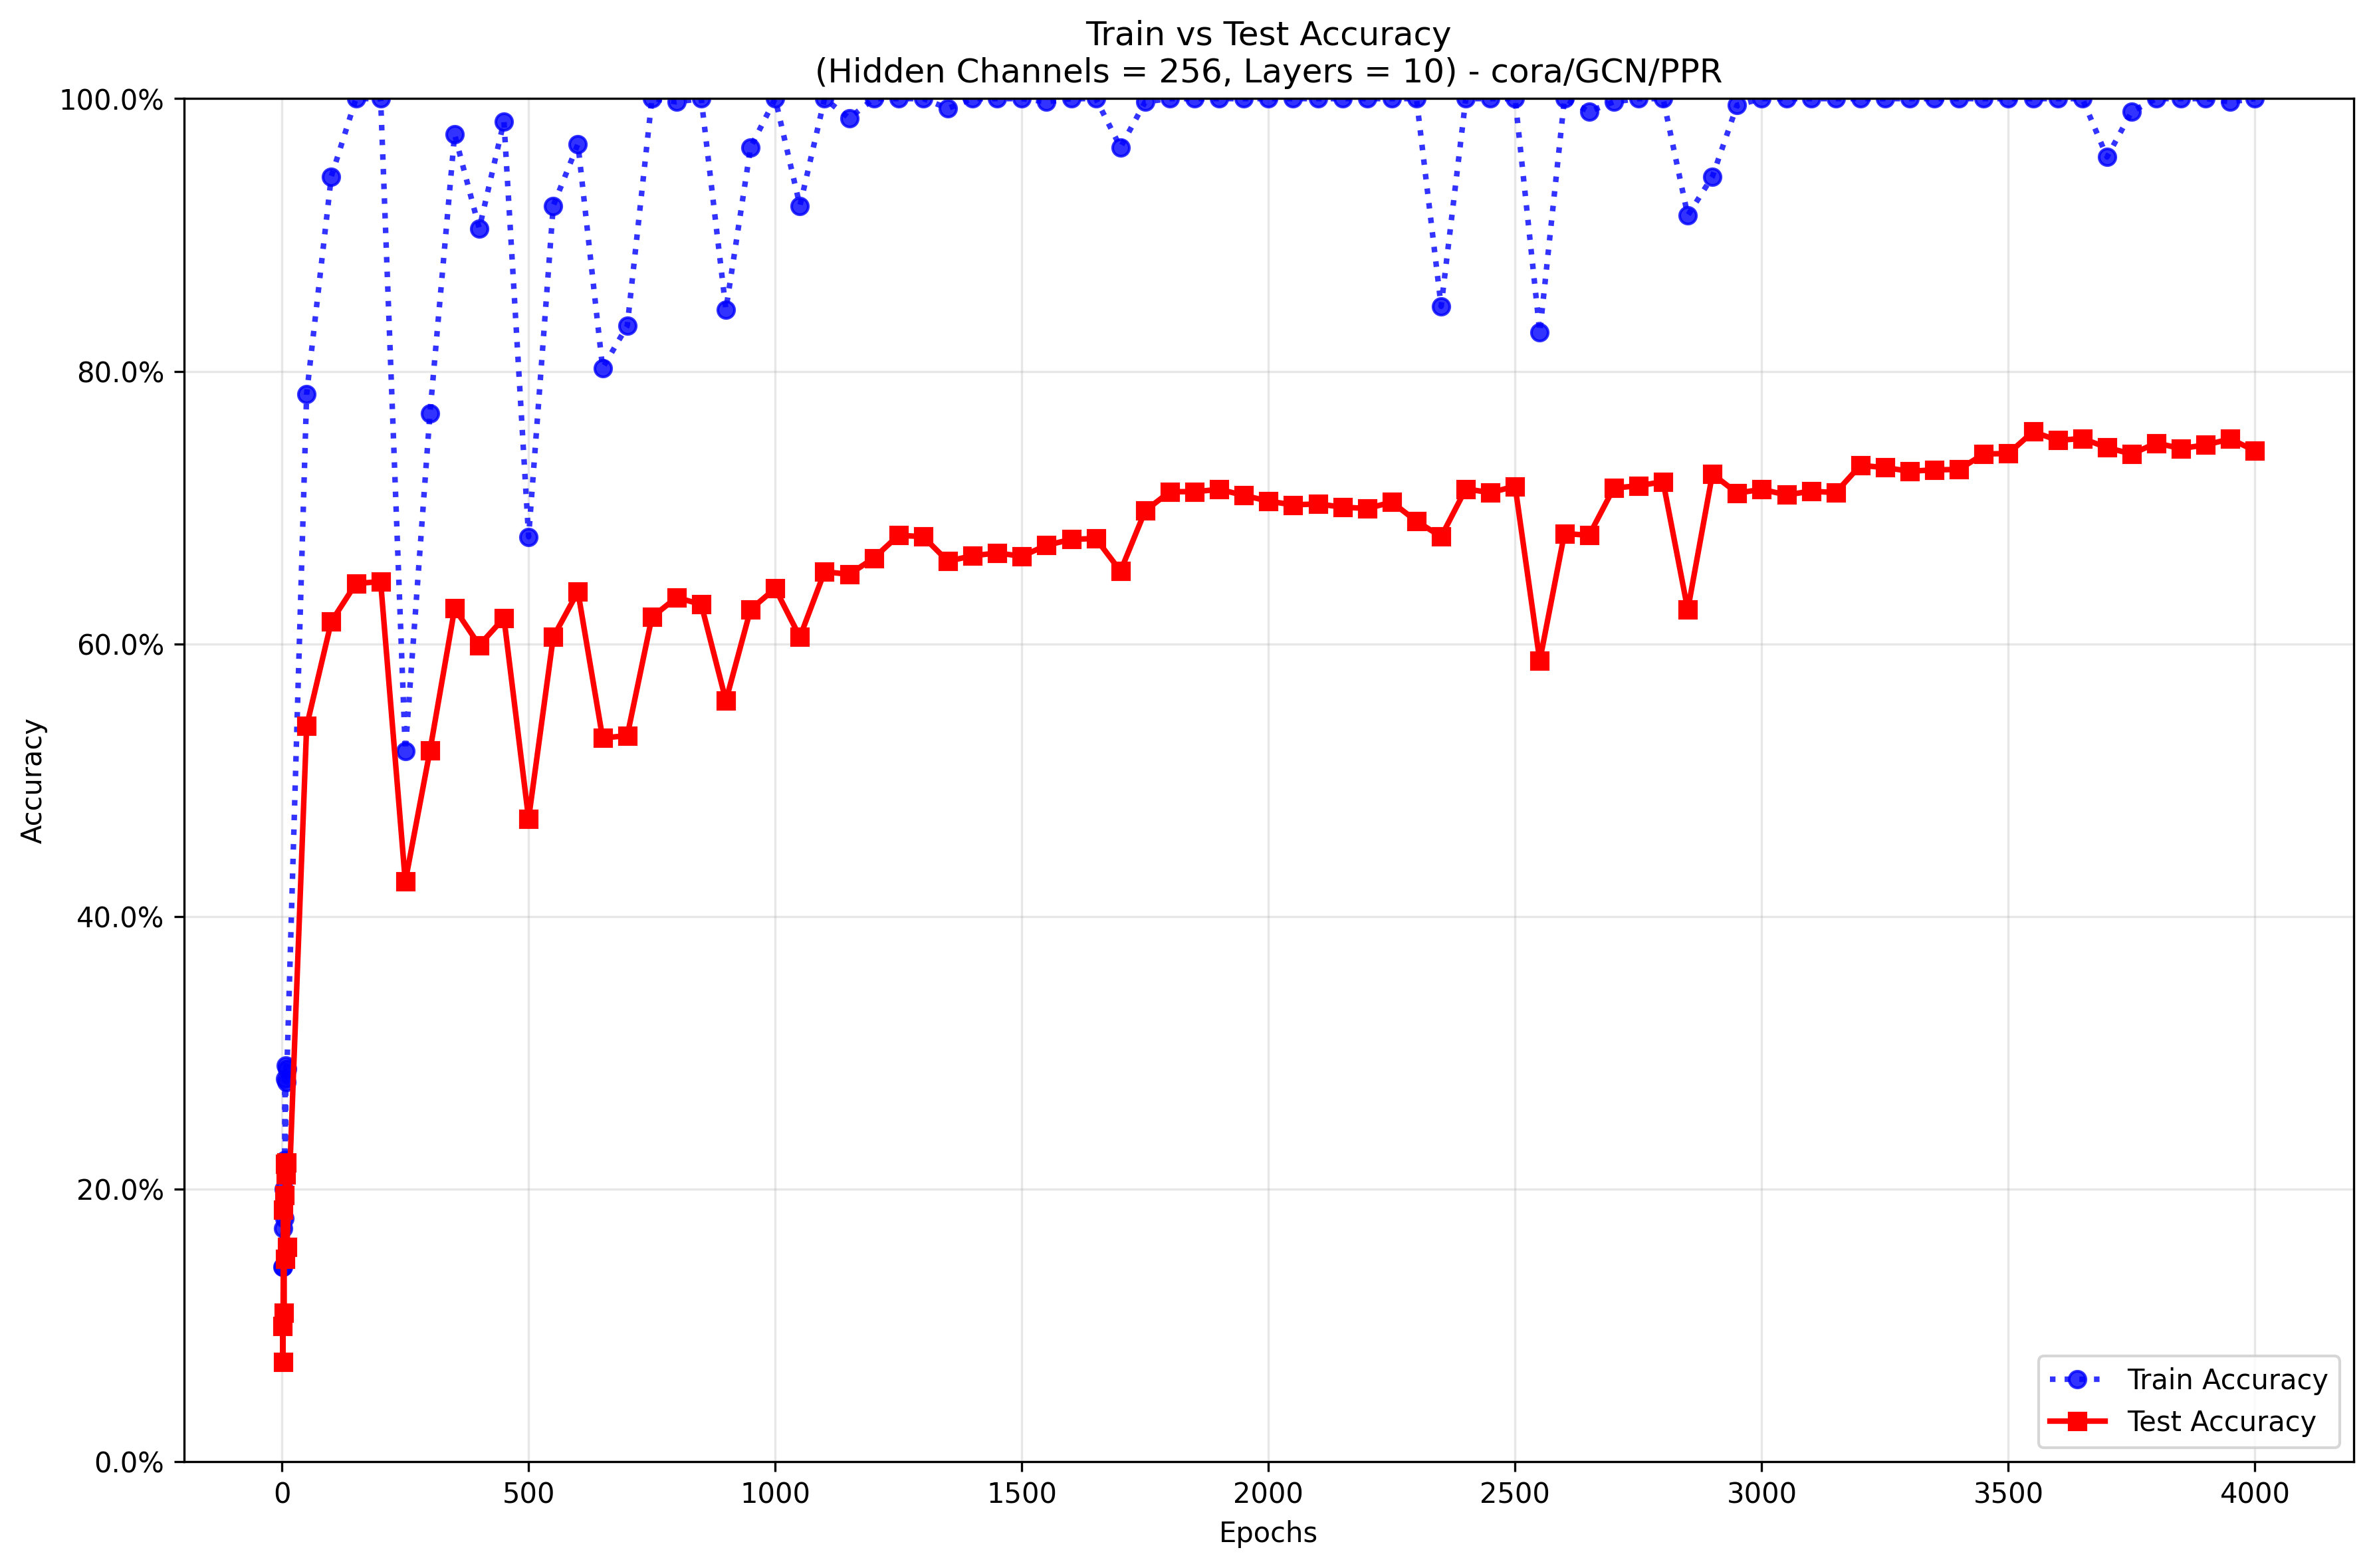 Train vs Test Accuracy
(Hidden Channels = 256, Layers = 10) - cora/GCN/PPR
Accuracy
100.0%
80.0%
60.0%
40.0%
20.0%
0.0%
0 500 1000 1500 2000 2500 3000 3500 4000
Epochs
Train Accuracy
Test Accuracy